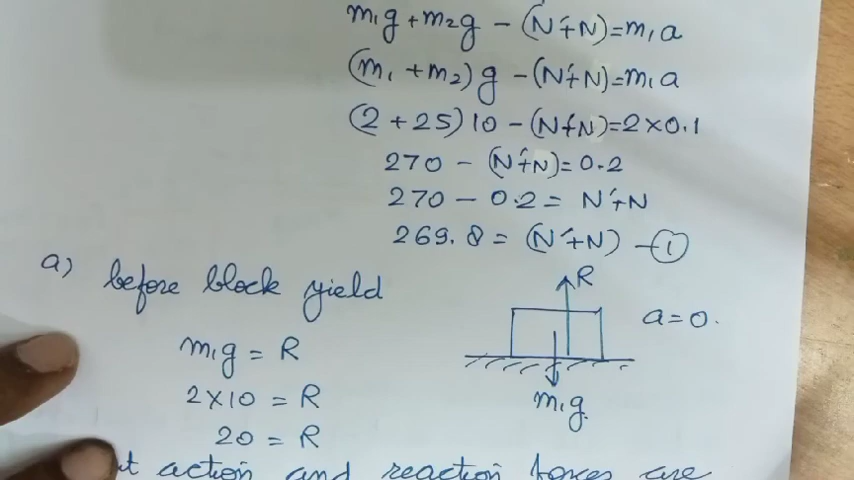 m₁g + m₂g - (N'+N) = m₁a
(m₁ + m₂)g - (N'+N) = m₁a
(2 + 25)10 - (N'+N) = 2 × 0.1
270 - (N'+N) = 0.2
270 - 0.2 = N'+N
269.8 = (N'+N) - ①
a) before block yield
R
a = 0.
m₁g = R
2×10 = R
m₁g.
20 = R
action and reaction forces are